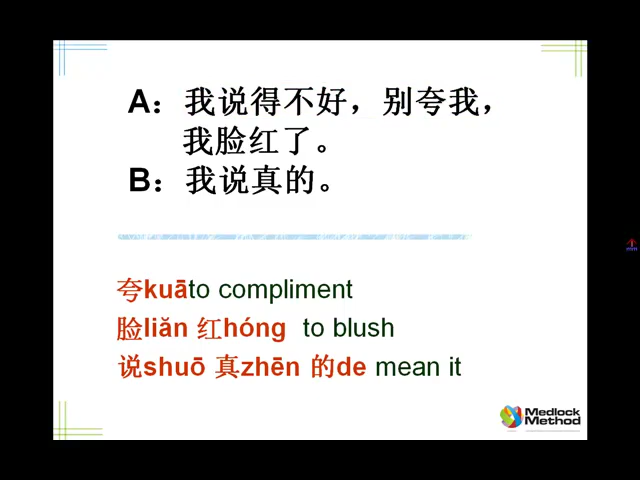 A：我说得不好，别夸我，
我脸红了。
B：我说真的。
夸kuāto compliment
脸liǎn 红hóng to blush
说shuō 真zhēn 的de mean it
Medlock
Method